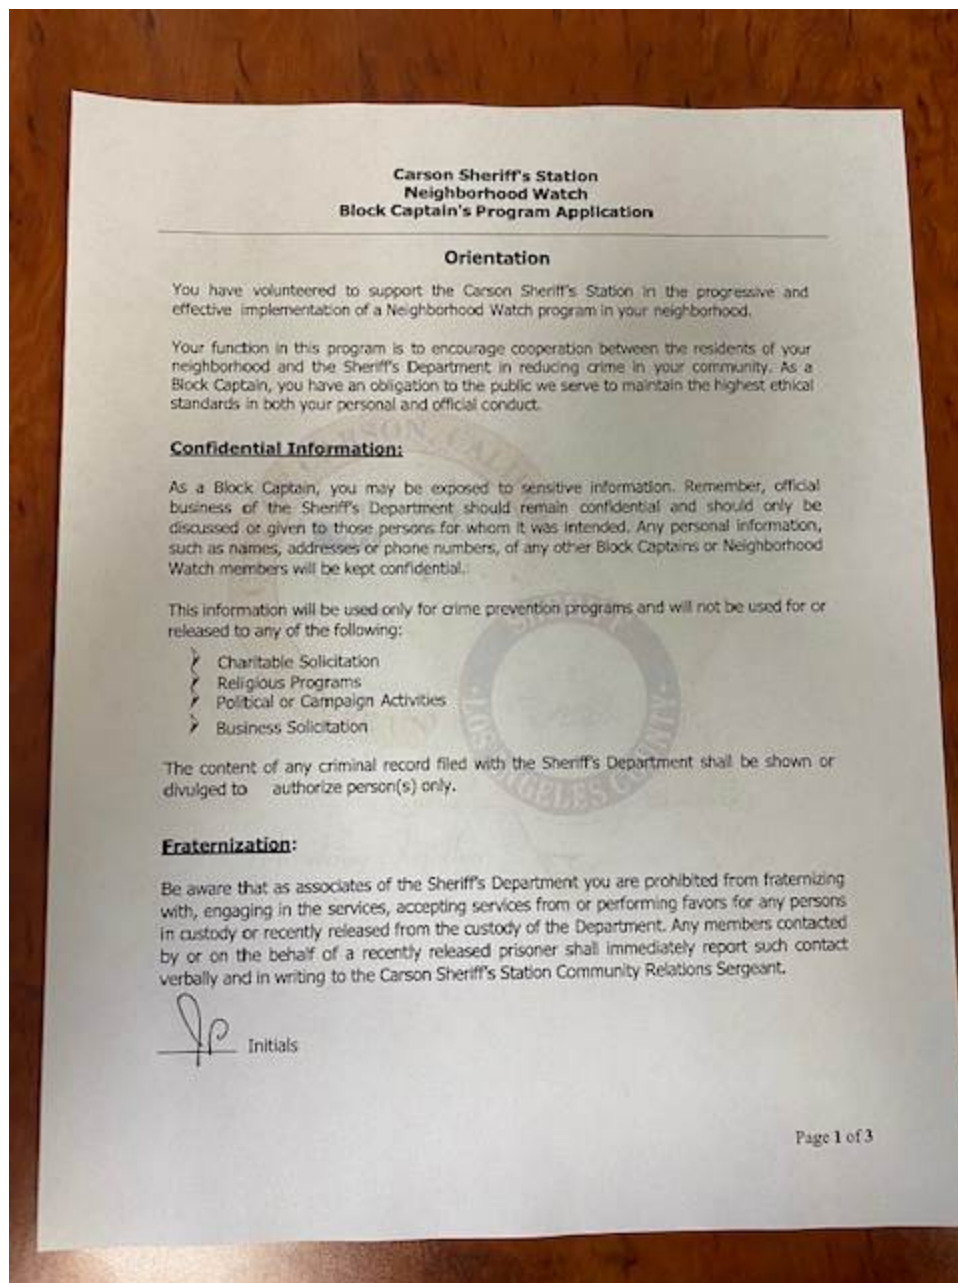 Carson Sheriff's Station
Neighborhood Watch
Block Captain's Program Application
Orientation
You have volunteered to support the Carson Sheriff's Station in the progressive and
effective implementation of a Neighborhood Watch program in your neighborhood.
Your function in this program is to encourage cooperation between the residents of your
neighborhood and the Sheriff's Department in reducing crime in your community. As a
Block Captain, you have an obligation to the public we serve to maintain the highest ethical
standards in both your personal and official conduct.
Confidential Information:
As a Block Captain, you may be exposed to sensitive information. Remember, official
business of the Sheriff's Department should remain confidential and should only be
discussed or given to those persons for whom it was intended. Any personal information,
such as names, addresses or phone numbers, of any other Block Captains or Neighborhood
Watch members will be kept confidential.
This information will be used only for crime prevention programs and will not be used for or
released to any of the following:
Charitable Solicitation
Religious Programs
Political or Campaign Activities
Business Solicitation
The content of any criminal record filed with the Sheriff's Department shall be shown or
divulged to authorize person(s) only.
Fraternization:
Be aware that as associates of the Sheriff's Department you are prohibited from fraternizing
with, engaging in the services, accepting services from or performing favors for any persons
in custody or recently released from the custody of the Department. Any members contacted
by or on the behalf of a recently released prisoner shall immediately report such contact
verbally and in writing to the Carson Sheriff's Station Community Relations Sergeant.
Initials
Page 1 of 3